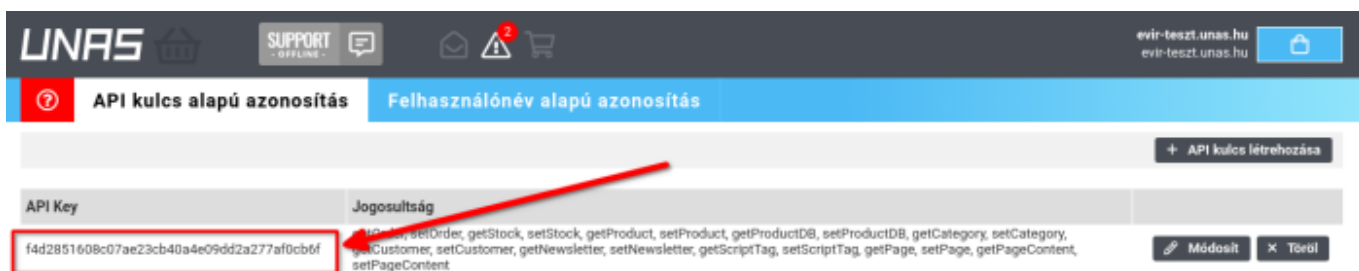 UNAS
SUPPORT
- OFFLINE -
2
evir-teszt.unas.hu
evir-teszt.unas.hu
API kulcs alapú azonosítás
Felhasználónév alapú azonosítás
+ API kulcs létrehozása
API Key
Jogosultság
f4d2851608c07ae23cb40a4e09dd2a277af0cb6f
setOrder, getStock, setStock, getProduct, setProduct, getProductDB, setProductDB, getCategory, setCategory,
getCustomer, setCustomer, getNewsletter, setNewsletter, getScriptTag, setScriptTag, getPage, setPage, getPageContent,
setPageContent
Módosít
× Töröl